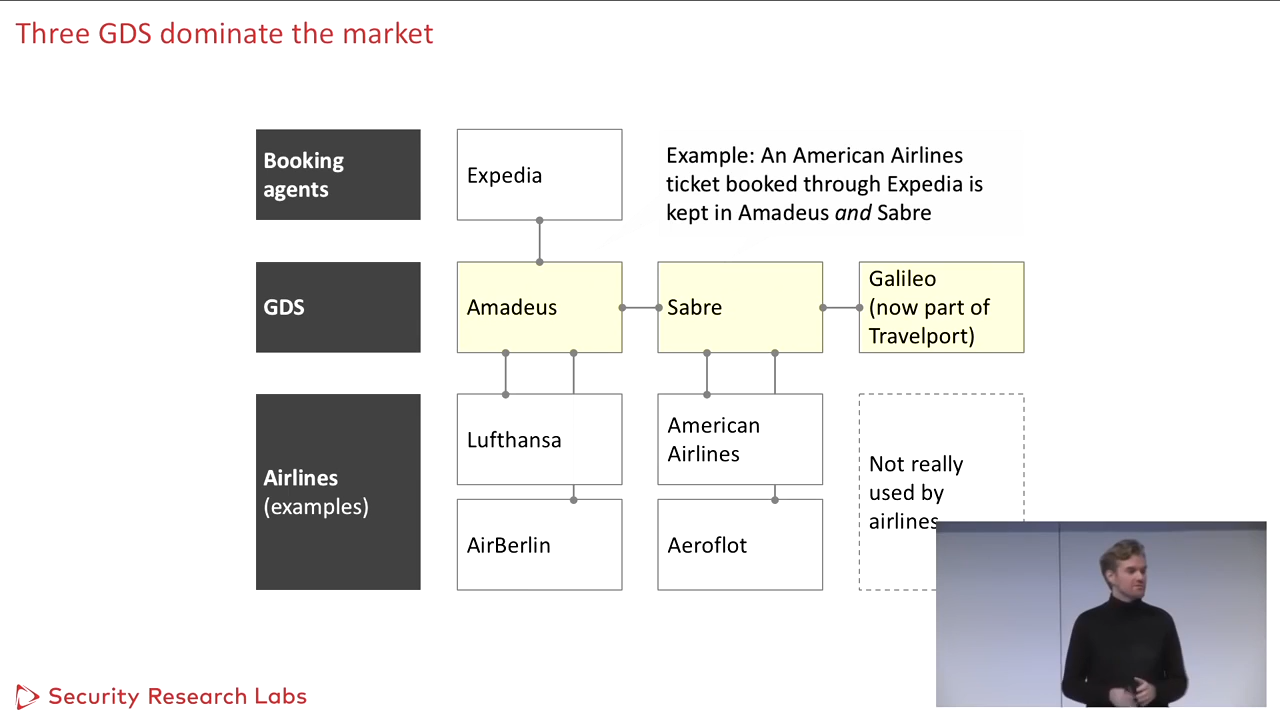 Three GDS dominate the market
Booking
agents
Expedia
Example: An American Airlines
ticket booked through Expedia is
kept in Amadeus and Sabre
GDS
Amadeus
Sabre
Galileo
(now part of
Travelport)
Airlines
(examples)
Lufthansa
American
Airlines
Not really
used by
airlines
AirBerlin
Aeroflot
Security Research Labs